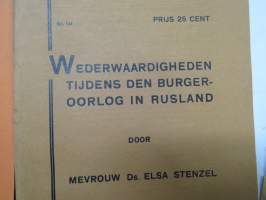 PRIJS 25 CENT
WEDERWAARDIGHEDEN
TIJDENS DEN BURGER-
OORLOG IN RUSLAND
DOOR
MEVROUW Ds. ELSA STENZEL